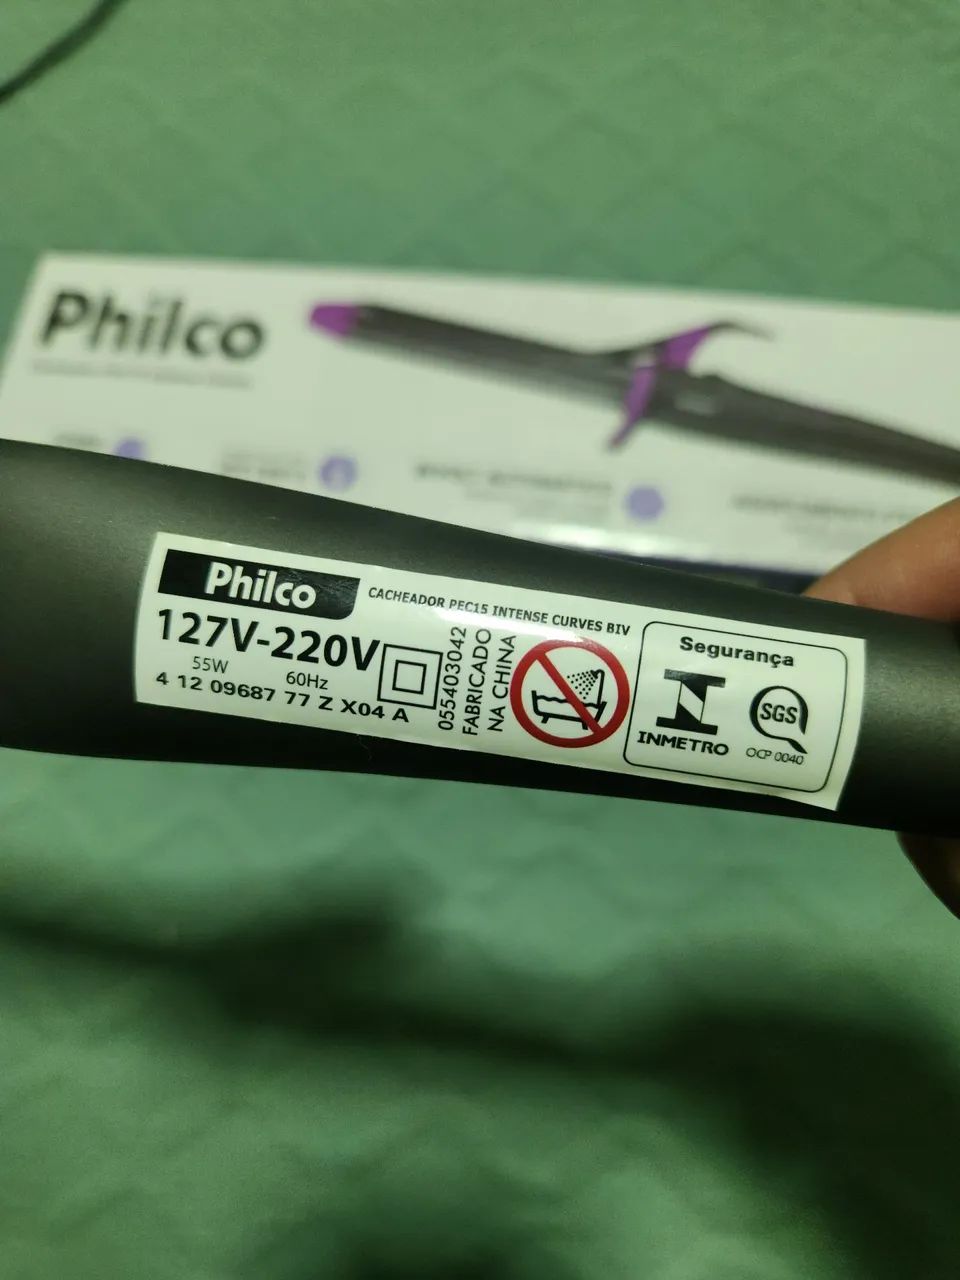 Philco
Philco
CACHEADOR PEC15 INTENSE CURVES BIV
127V-220V
55W
60Hz
4 12 09687 77 Z X04 A
055403042
FABRICADO
NA CHINA
Segurança
INMETRO
SGS
OCP 0040